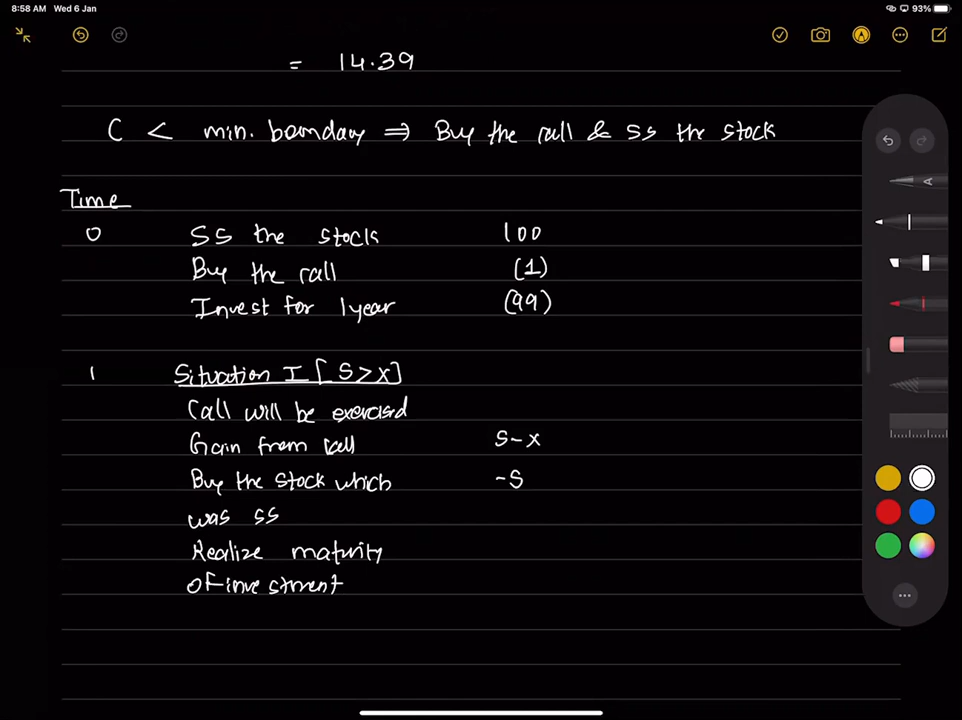 8:58 AM Wed 6 Jan 93%
= 14.39
C < min. boundary ⇒ Buy the call & SS the stock
Time
0 SS the stock 100
Buy the call (1)
Invest for 1 year (99)
1 Situation I [S>X]
Call will be exercised
Gain from call S-X
Buy the stock which -S
was SS
Realize maturity
of investment
A